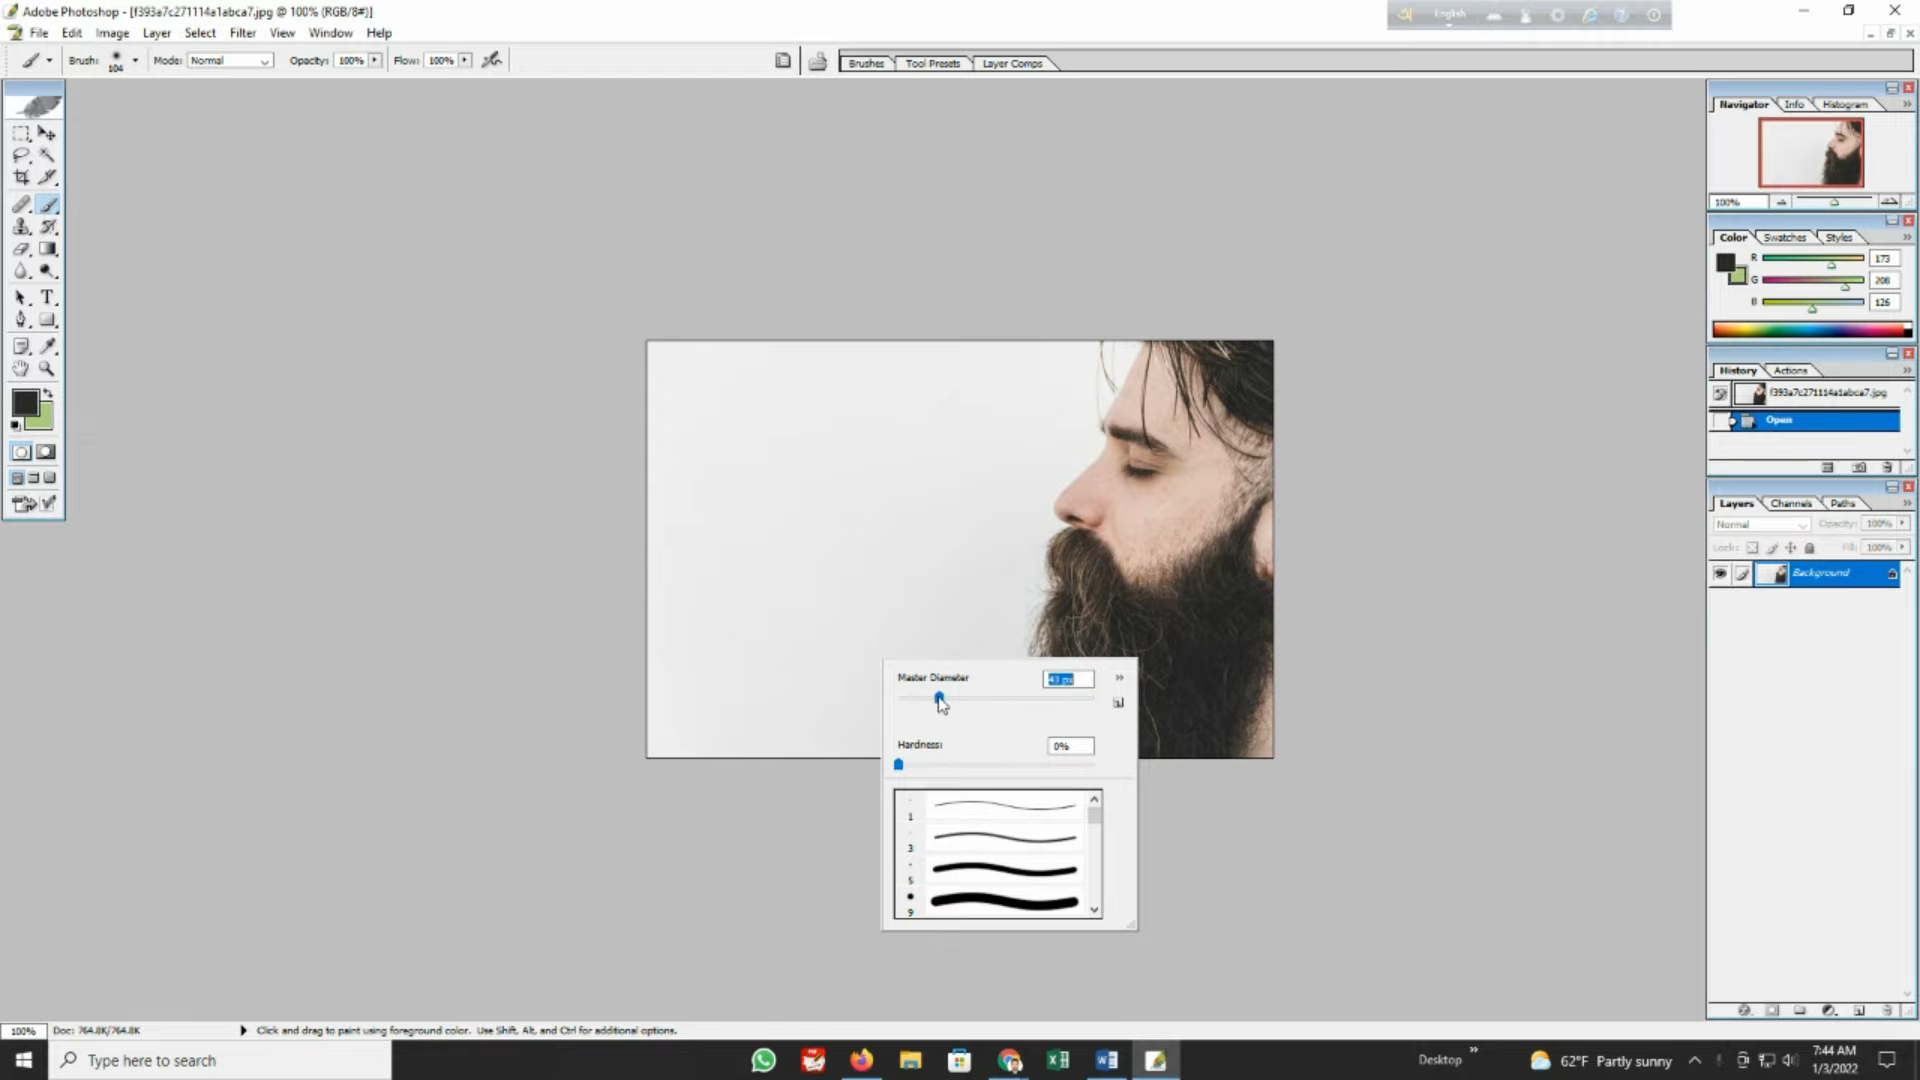 Adobe Photoshop - [f393a7c271114a1abca7.jpg @ 100% (RGB/8#)]
English
File Edit Image Layer Select Filter View Window Help
Brush: 104 Mode: Normal Opacity: 100% Flow: 100%
Brushes Tool Presets Layer Comps
Navigator Info Histogram
100%
Color Swatches Styles
R 173
G 208
B 126
History Actions
f393a7c271114a1abca7.jpg
Open
Layers Channels Paths
Normal Opacity: 100%
Lock: Fill: 100%
Background
Master Diameter 43 px
Hardness: 0%
1
3
5
9
100% Doc: 764.8K/764.8K Click and drag to paint using foreground color. Use Shift, Alt, and Ctrl for additional options.
Type here to search
Desktop
62°F Partly sunny
7:44 AM
1/3/2022